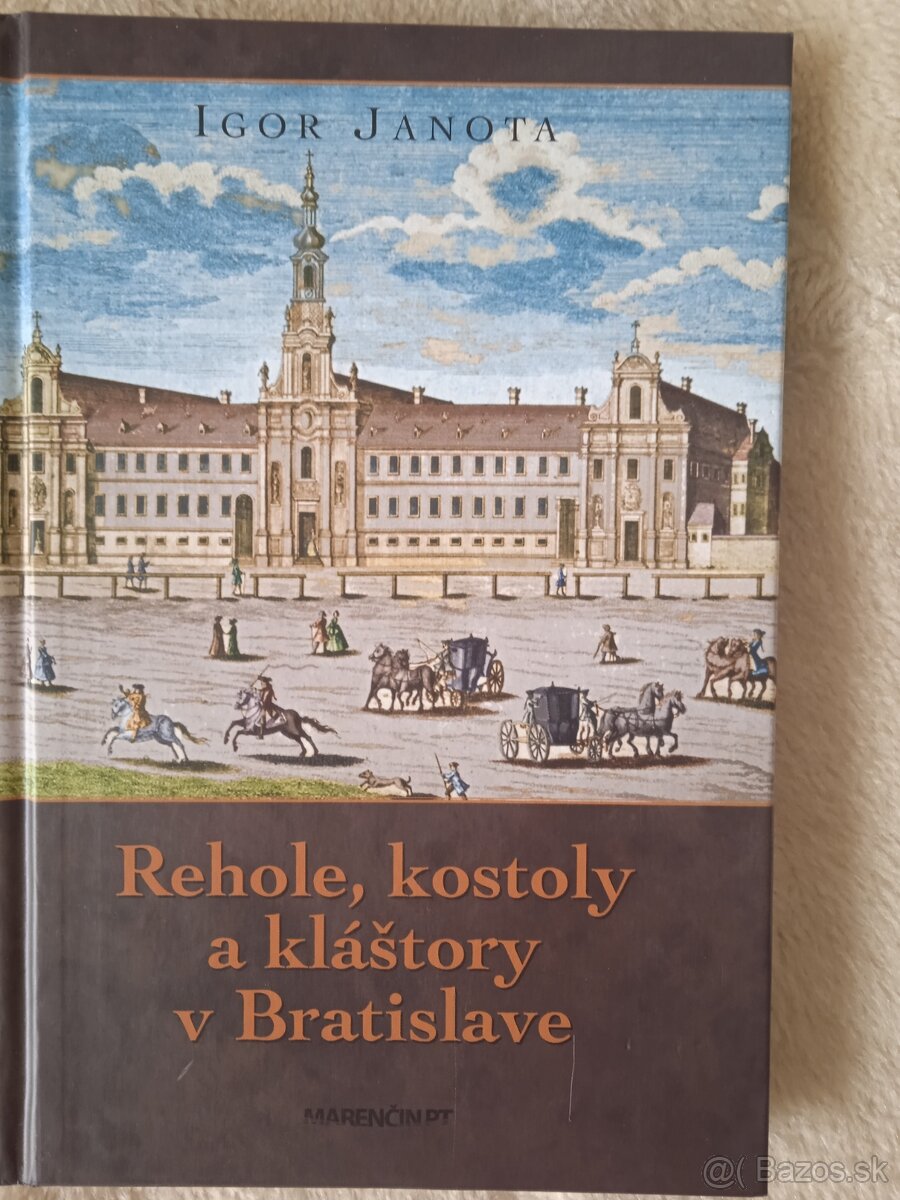 IGOR JANOTA
Rehole, kostoly
a kláštory
v Bratislave
MARENČIN PT
@( Bazos.sk